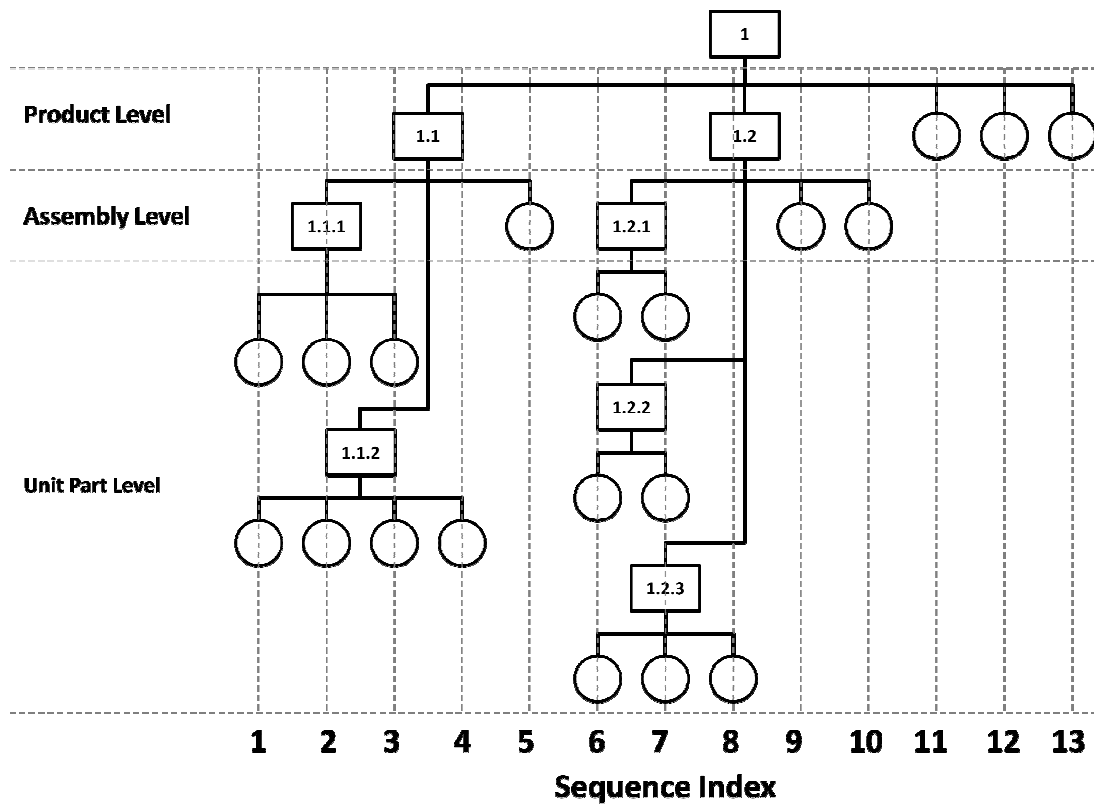 1
Product Level
1.1
1.2
Assembly Level
1.1.1
1.2.1
1.2.2
1.1.2
Unit Part Level
1.2.3
1 2 3 4 5 6 7 8 9 10 11 12 13
Sequence Index